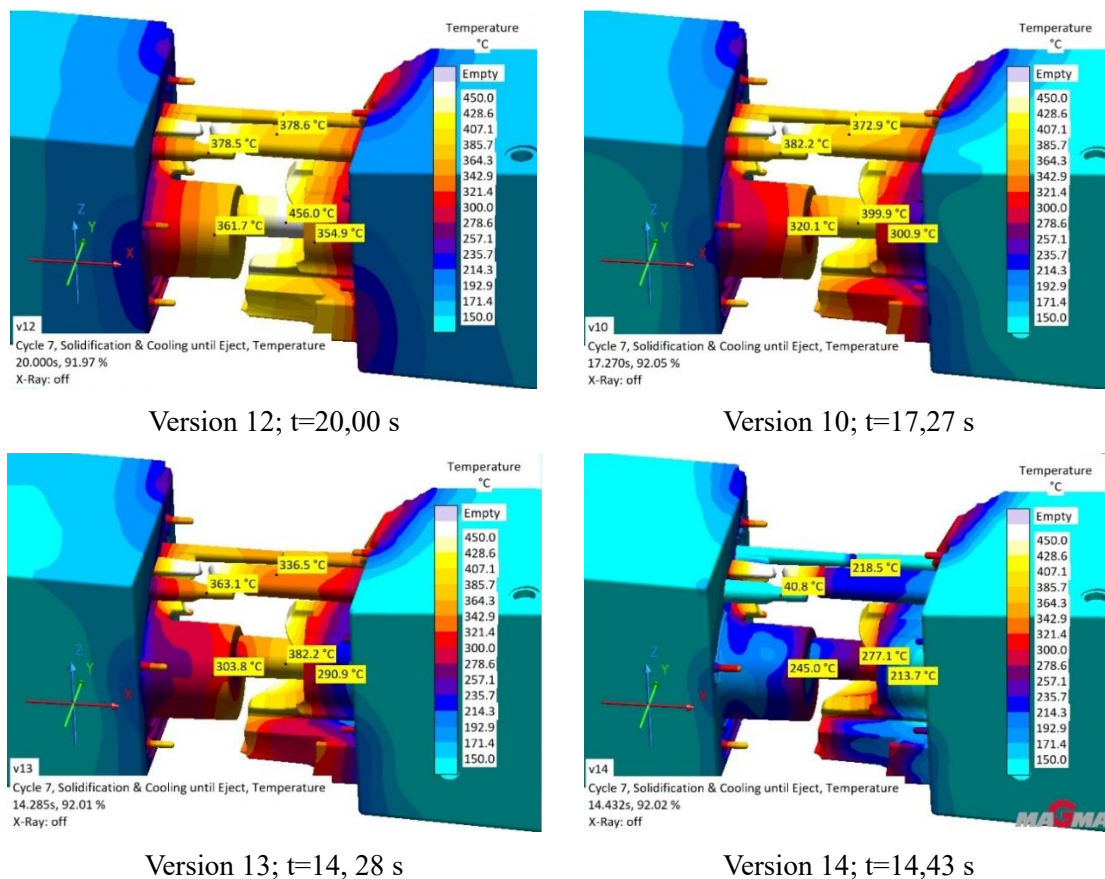 Temperature
°C
Empty
450.0
428.6
407.1
385.7
364.3
342.9
321.4
300.0
278.6
257.1
235.7
214.3
192.9
171.4
150.0
378.6 °C
378.5 °C
456.0 °C
361.7 °C
354.9 °C
Z
Y
X
v12
Cycle 7, Solidification & Cooling until Eject, Temperature
20.000s, 91.97 %
X-Ray: off
Version 12; t=20,00 s
Temperature
°C
Empty
450.0
428.6
407.1
385.7
364.3
342.9
321.4
300.0
278.6
257.1
235.7
214.3
192.9
171.4
150.0
372.9 °C
382.2 °C
399.9 °C
320.1 °C
300.9 °C
Z
Y
X
v10
Cycle 7, Solidification & Cooling until Eject, Temperature
17.270s, 92.05 %
X-Ray: off
Version 10; t=17,27 s
Temperature
°C
Empty
450.0
428.6
407.1
385.7
364.3
342.9
321.4
300.0
278.6
257.1
235.7
214.3
192.9
171.4
150.0
336.5 °C
363.1 °C
382.2 °C
303.8 °C
290.9 °C
Z
Y
X
v13
Cycle 7, Solidification & Cooling until Eject, Temperature
14.285s, 92.01 %
X-Ray: off
Version 13; t=14, 28 s
Temperature
°C
Empty
450.0
428.6
407.1
385.7
364.3
342.9
321.4
300.0
278.6
257.1
235.7
214.3
192.9
171.4
150.0
218.5 °C
40.8 °C
277.1 °C
245.0 °C
213.7 °C
Z
Y
X
v14
Cycle 7, Solidification & Cooling until Eject, Temperature
14.432s, 92.02 %
X-Ray: off
MAGMA
Version 14; t=14,43 s